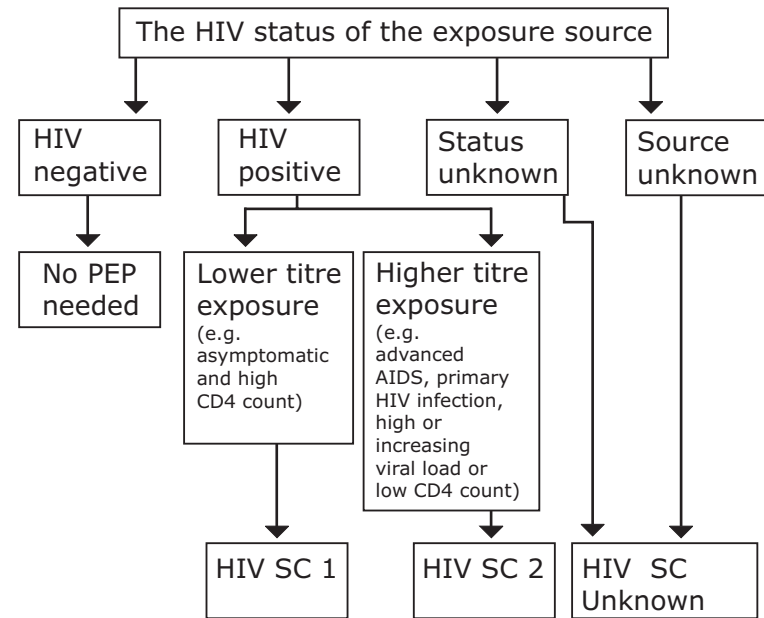 The HIV status of the exposure source
HIV
negative
HIV
positive
Status
unknown
Source
unknown
No PEP
needed
Lower titre
exposure
(e.g.
asymptomatic
and high
CD4 count)
Higher titre
exposure
(e.g.
advanced
AIDS, primary
HIV infection,
high or
increasing
viral load or
low CD4 count)
HIV SC 1
HIV SC 2
HIV SC
Unknown